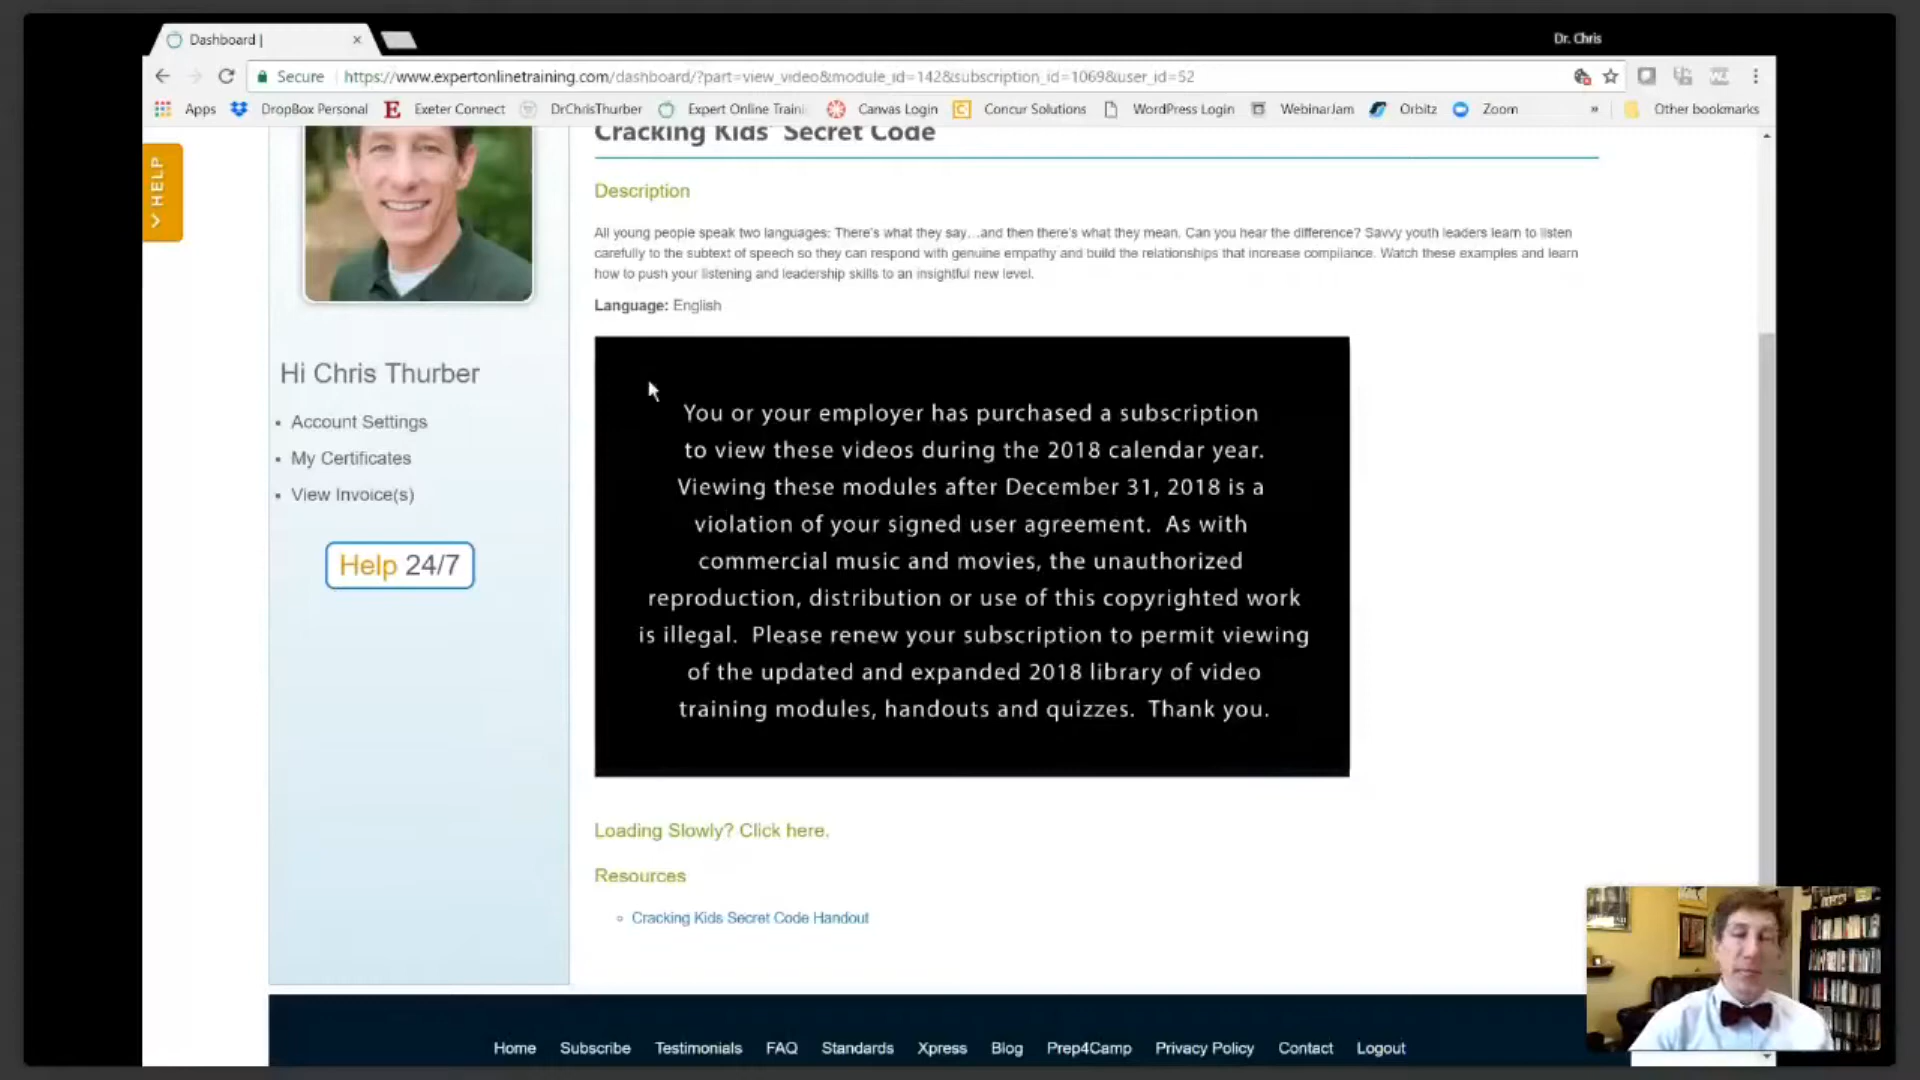 Dashboard |
Dr. Chris
Secure
https://www.expertonlinetraining.com/dashboard/?part=view_video&module_id=142&subscription_id=1069&user_id=52
Apps DropBox Personal Exeter Connect DrChrisThurber Expert Online Traini Canvas Login Concur Solutions WordPress Login WebinarJam Orbitz Zoom » Other bookmarks
HELP
Cracking Kids' Secret Code
Description
All young people speak two languages: There's what they say...and then there's what they mean. Can you hear the difference? Savvy youth leaders learn to listen
carefully to the subtext of speech so they can respond with genuine empathy and build the relationships that increase compliance. Watch these examples and learn
how to push your listening and leadership skills to an insightful new level.
Language: English
Hi Chris Thurber
Account Settings
My Certificates
View Invoice(s)
Help 24/7
You or your employer has purchased a subscription
to view these videos during the 2018 calendar year.
Viewing these modules after December 31, 2018 is a
violation of your signed user agreement. As with
commercial music and movies, the unauthorized
reproduction, distribution or use of this copyrighted work
is illegal. Please renew your subscription to permit viewing
of the updated and expanded 2018 library of video
training modules, handouts and quizzes. Thank you.
Loading Slowly? Click here.
Resources
Cracking Kids Secret Code Handout
Home Subscribe Testimonials FAQ Standards Xpress Blog Prep4Camp Privacy Policy Contact Logout